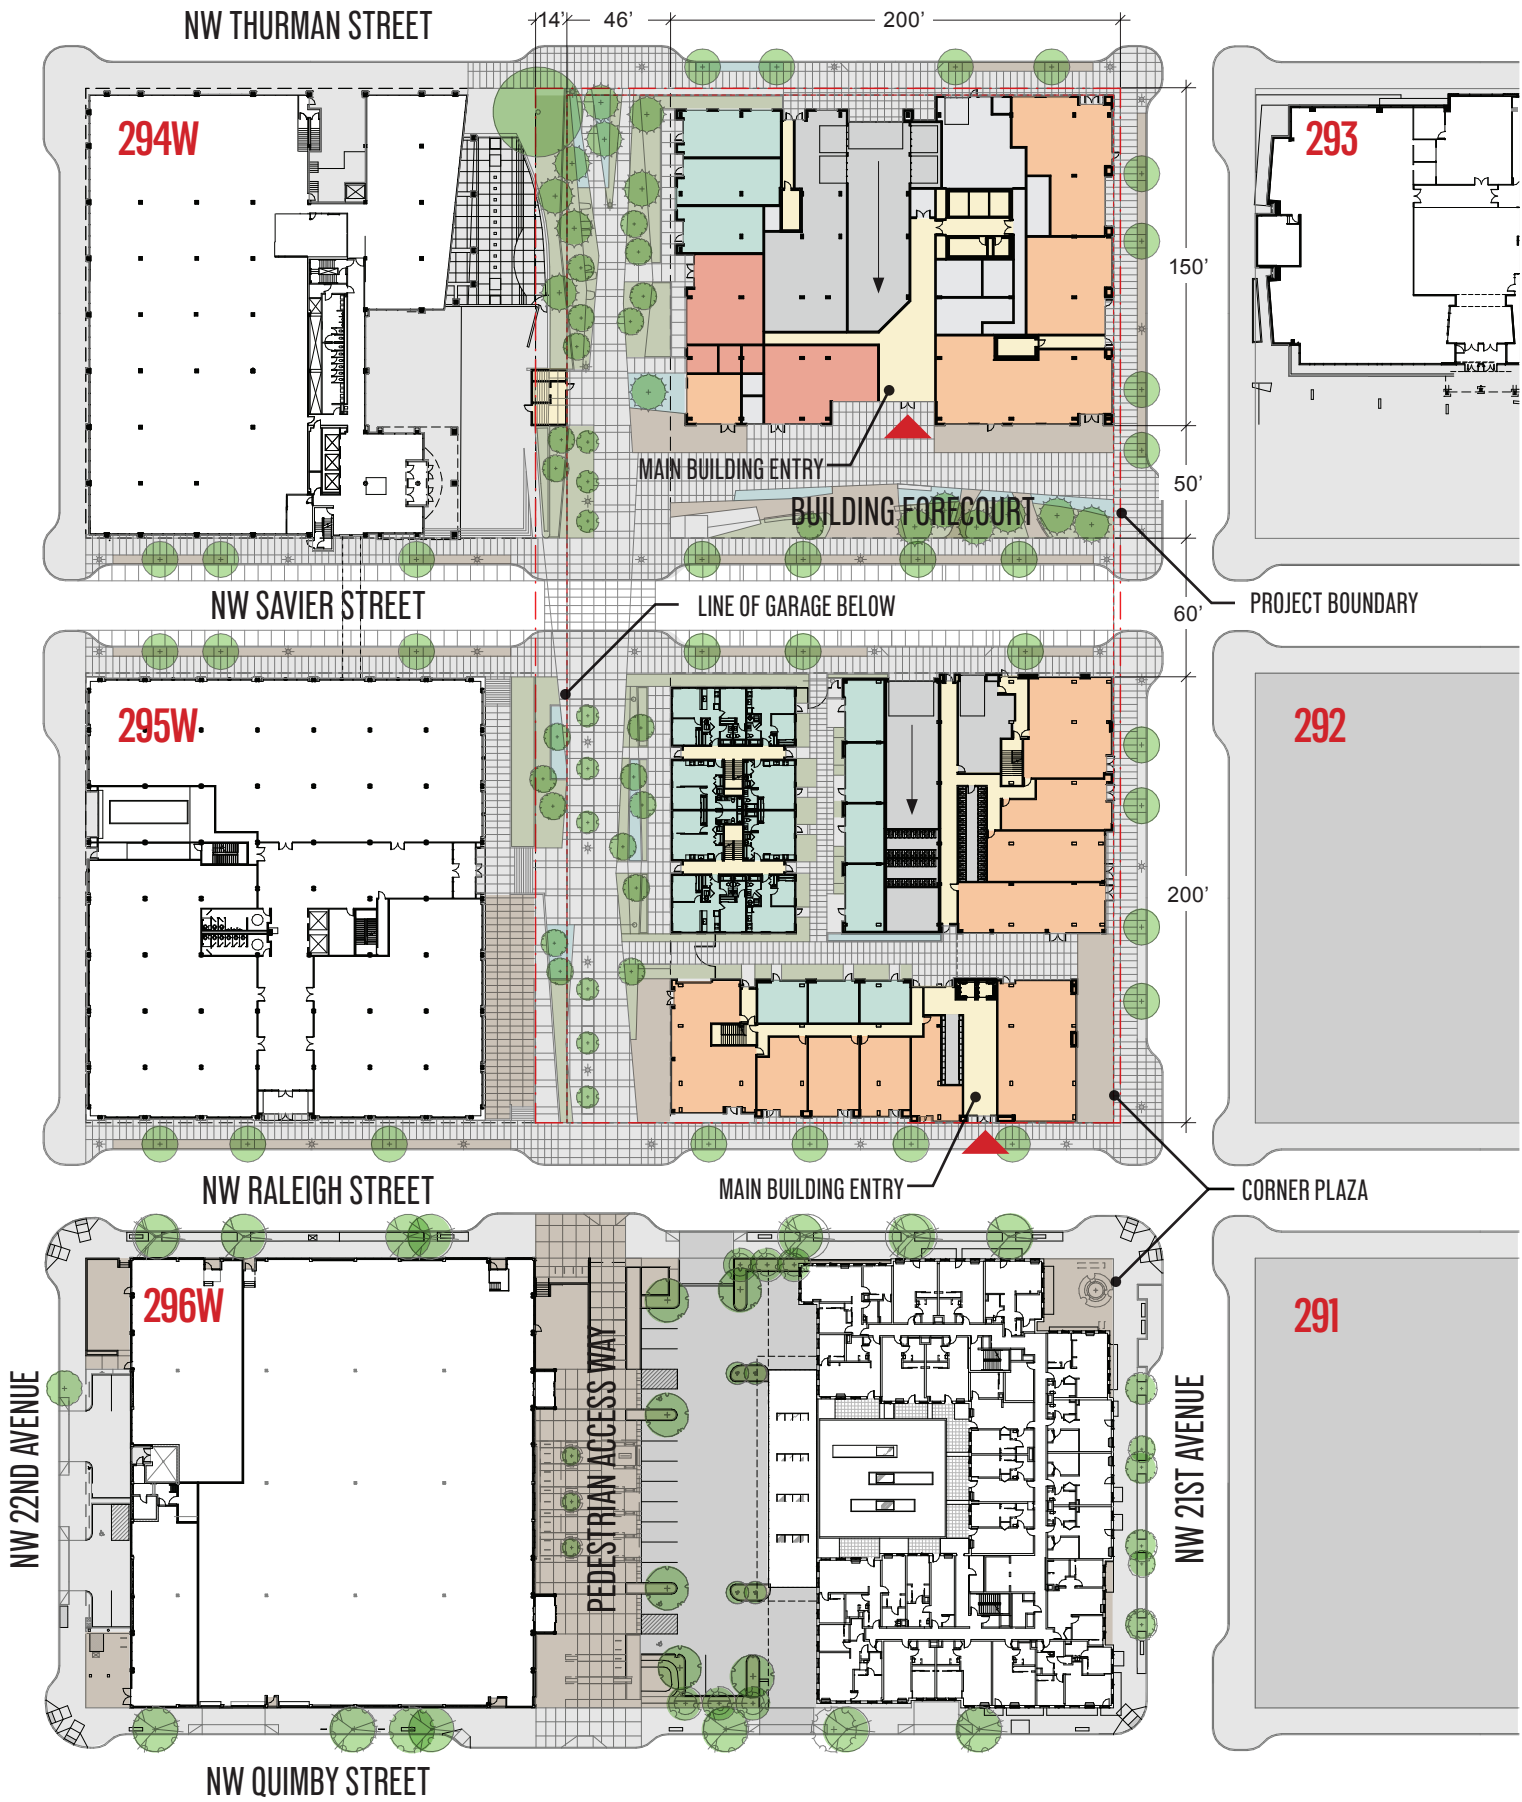 NW THURMAN STREET
14'
46'
200'
294W
293
150'
MAIN BUILDING ENTRY
50'
BUILDING FORECOURT
NW SAVIER STREET
LINE OF GARAGE BELOW
60'
PROJECT BOUNDARY
295W
292
200'
NW RALEIGH STREET
MAIN BUILDING ENTRY
CORNER PLAZA
296W
291
PEDESTRIAN ACCESS WAY
NW 22ND AVENUE
NW 21ST AVENUE
NW QUIMBY STREET